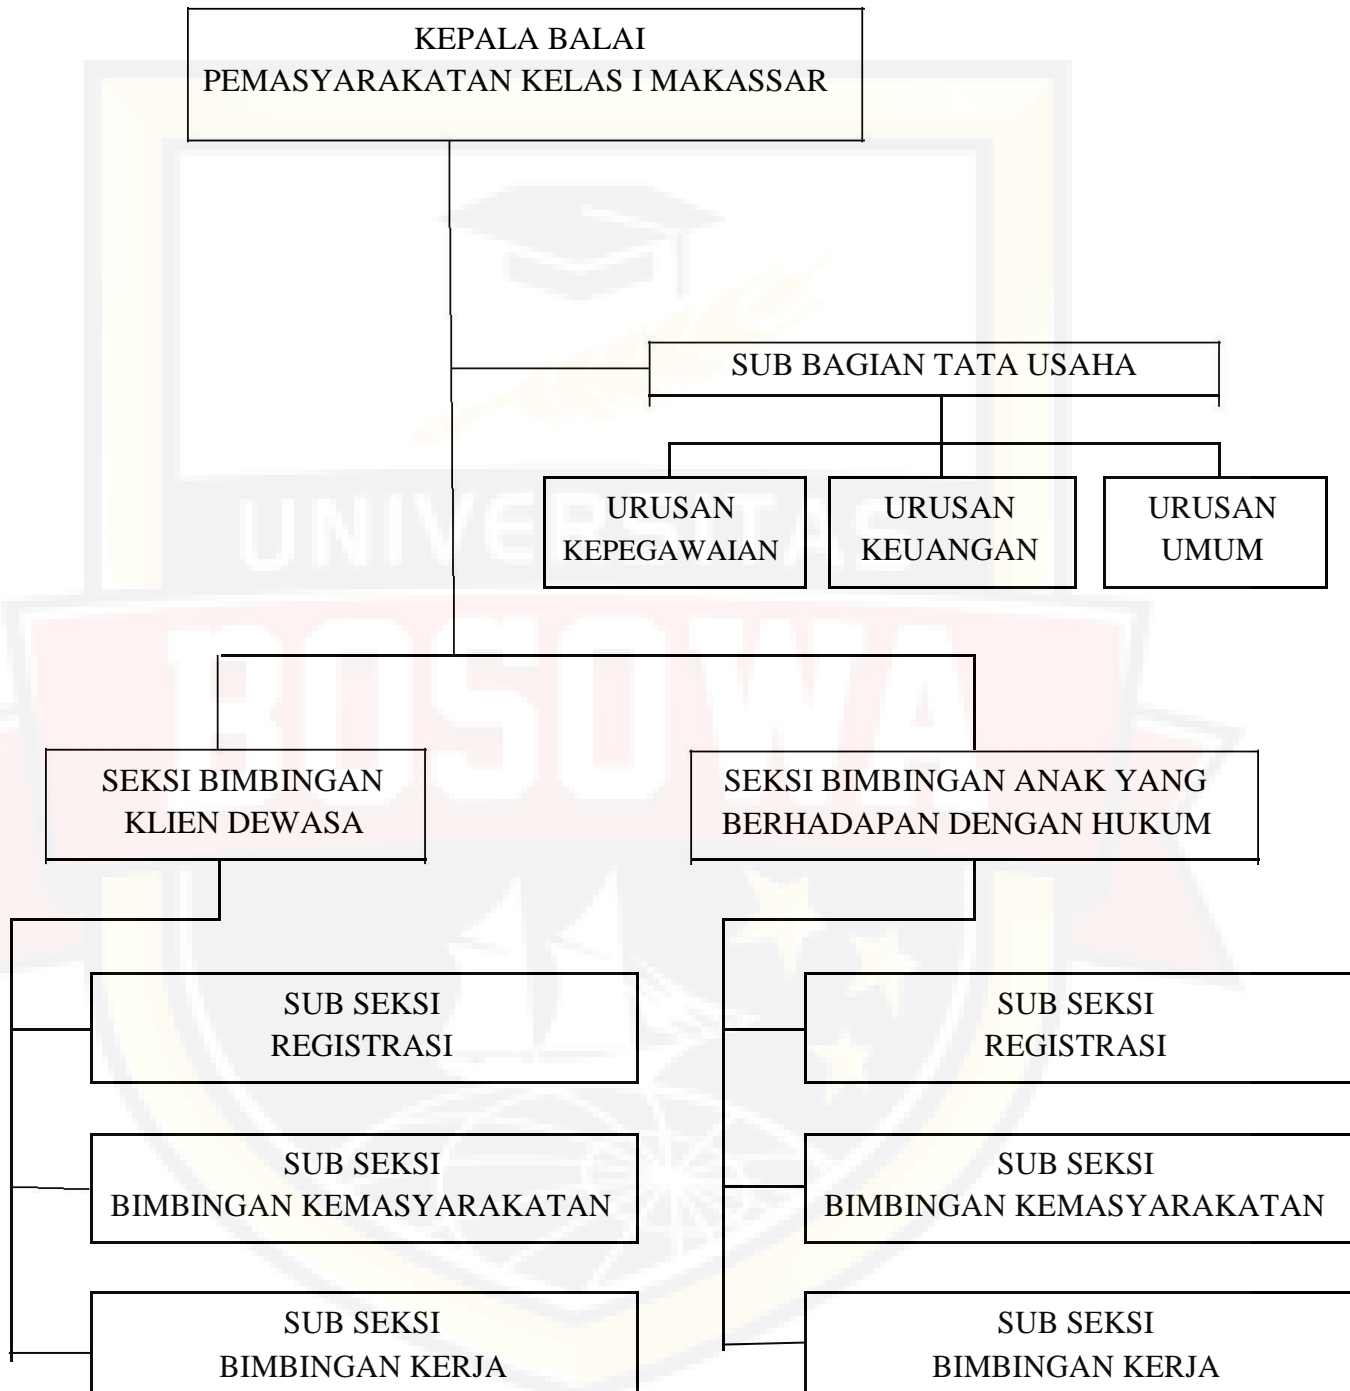 KEPALA BALAI
PEMASYARAKATAN KELAS I MAKASSAR
SUB BAGIAN TATA USAHA
URUSAN
KEPEGAWAIAN
URUSAN
KEUANGAN
URUSAN
UMUM
UNIVERSITAS
BOSOWA
SEKSI BIMBINGAN
KLIEN DEWASA
SEKSI BIMBINGAN ANAK YANG
BERHADAPAN DENGAN HUKUM
SUB SEKSI
REGISTRASI
SUB SEKSI
BIMBINGAN KEMASYARAKATAN
SUB SEKSI
BIMBINGAN KERJA
SUB SEKSI
REGISTRASI
SUB SEKSI
BIMBINGAN KEMASYARAKATAN
SUB SEKSI
BIMBINGAN KERJA